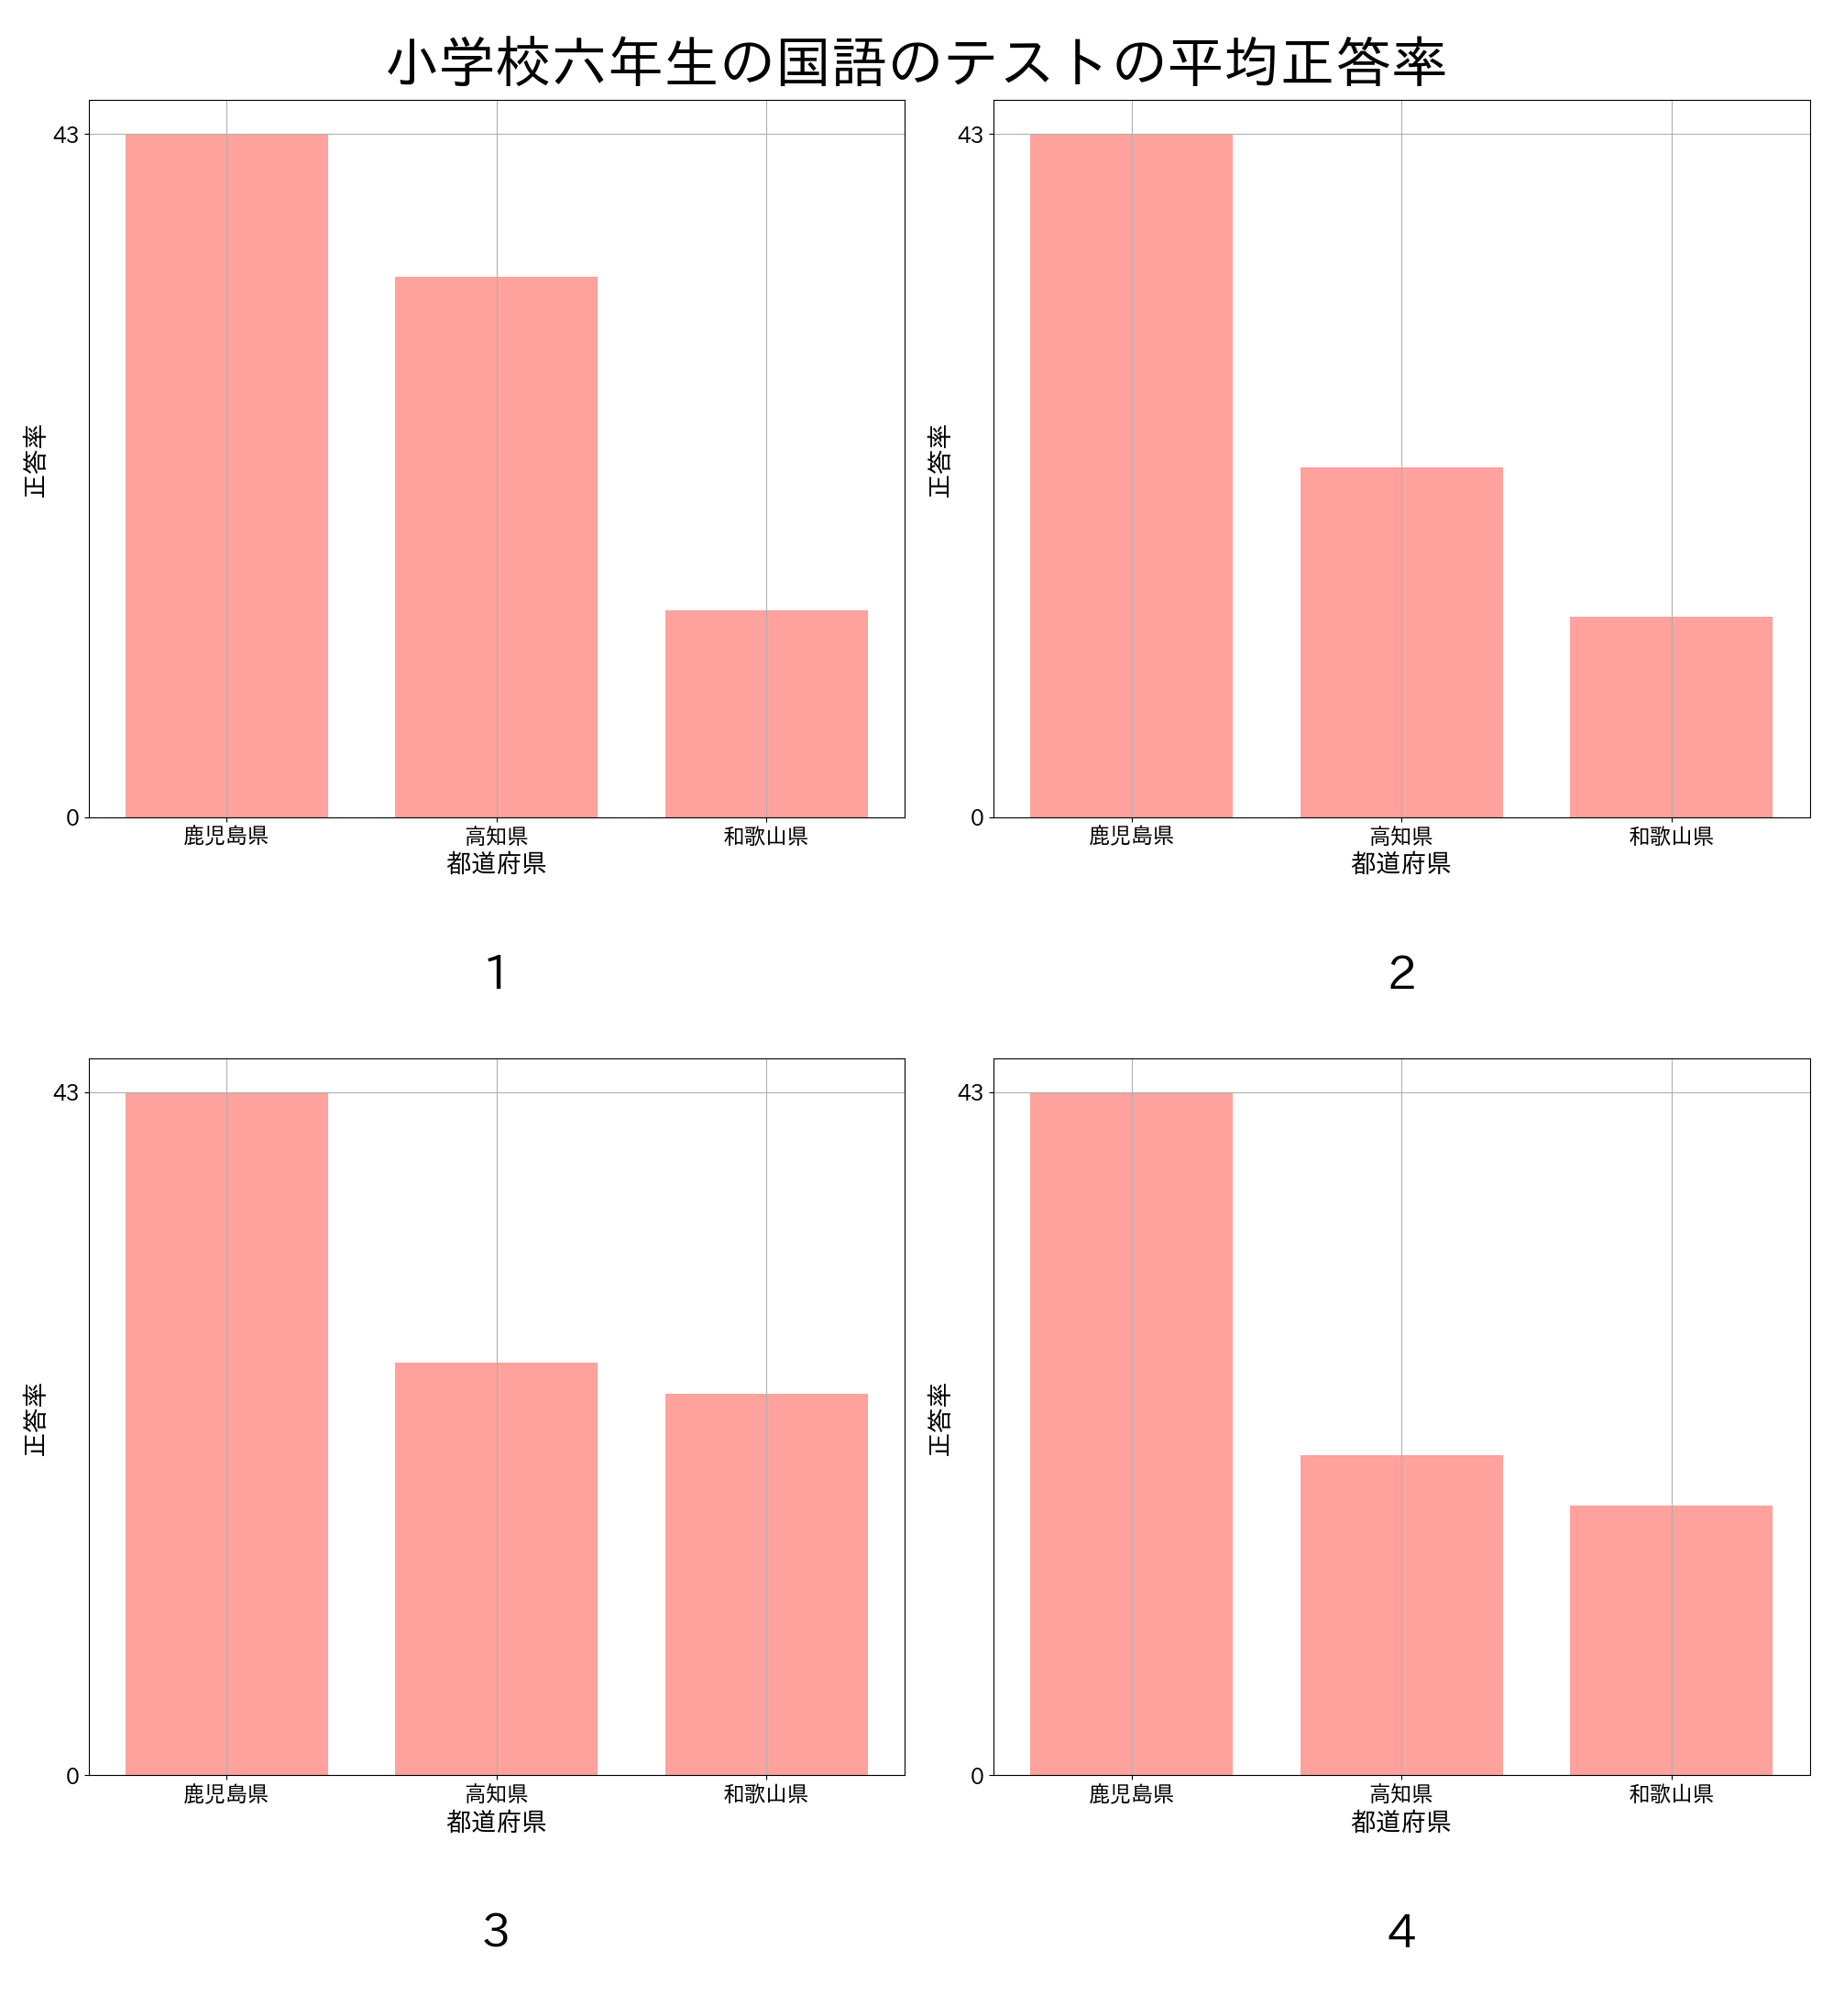 小学校六年生の国語のテストの平均正答率
43
0
正答率
鹿児島県 高知県 和歌山県
都道府県
1
43
0
正答率
鹿児島県 高知県 和歌山県
都道府県
2
43
0
正答率
鹿児島県 高知県 和歌山県
都道府県
3
43
0
正答率
鹿児島県 高知県 和歌山県
都道府県
4